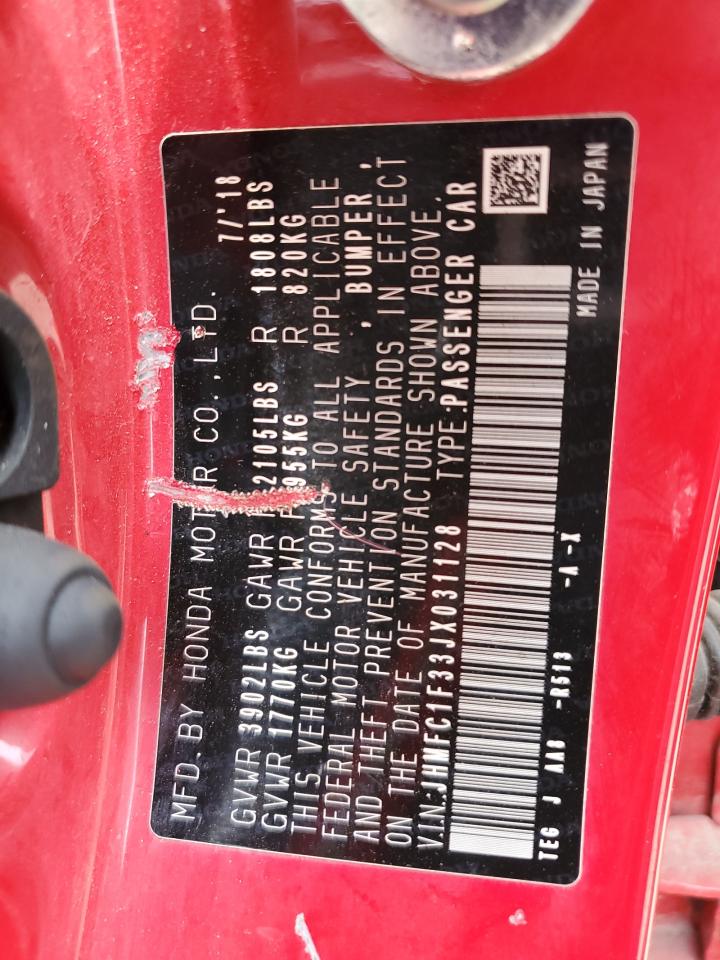 MFD. BY HONDA MOTOR CO., LTD. 7/'18
GVWR 3902LBS GAWR F 2105LBS R 1808LBS
GVWR 1770KG GAWR F 955KG R 820KG
THIS VEHICLE CONFORMS TO ALL APPLICABLE
FEDERAL MOTOR VEHICLE SAFETY , BUMPER ,
AND THEFT PREVENTION STANDARDS IN EFFECT
ON THE DATE OF MANUFACTURE SHOWN ABOVE.
VIN:JHMFC1F33JX031128 TYPE:PASSENGER CAR
TEG J AA8 -R513 -A -X MADE IN JAPAN